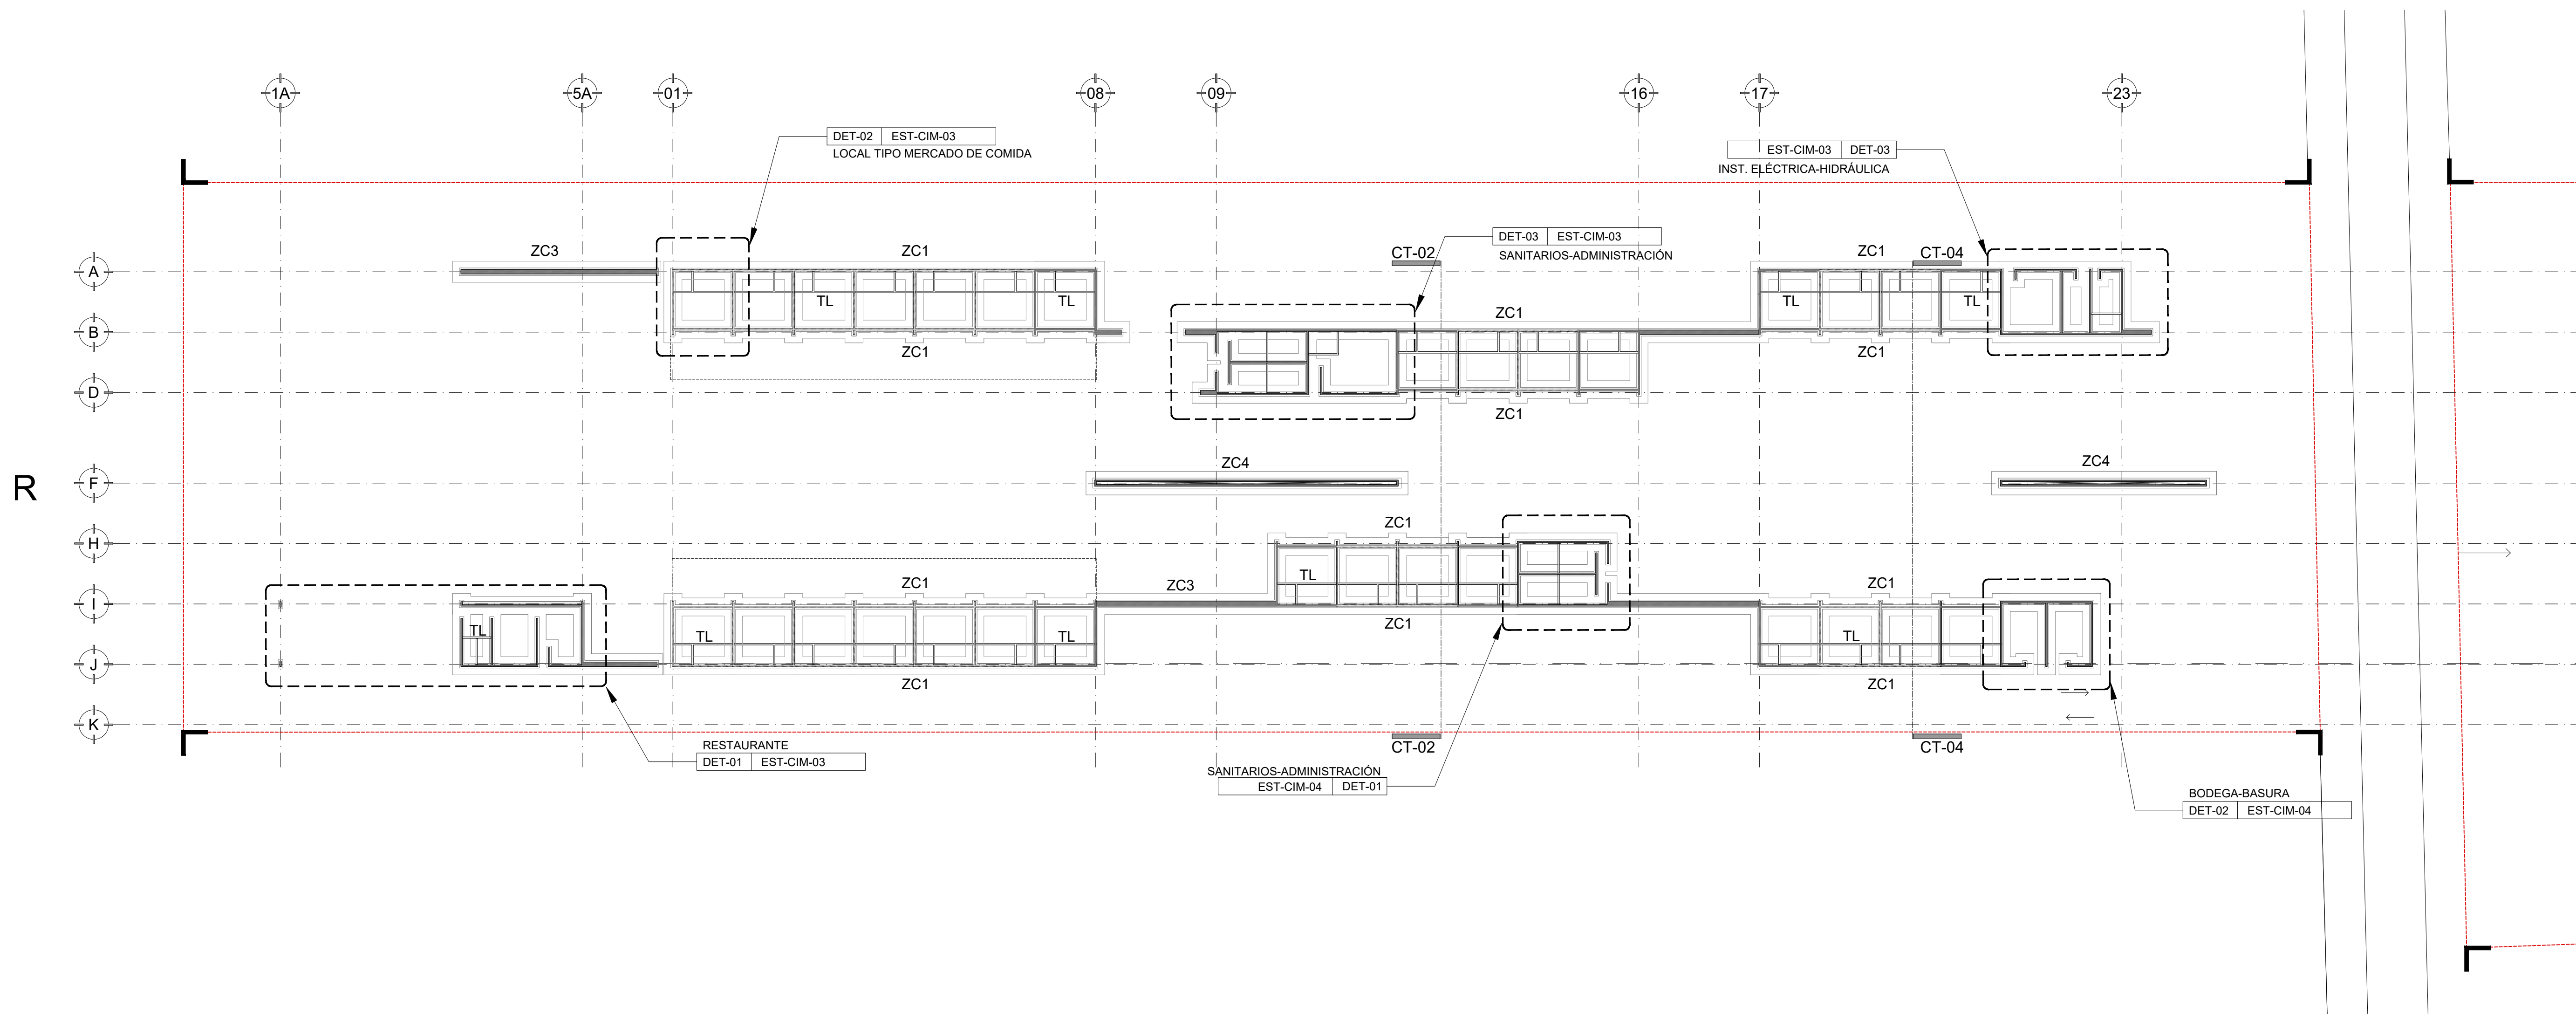 1A
5A
01
08
09
16
17
23
DET-02 EST-CIM-03
LOCAL TIPO MERCADO DE COMIDA
EST-CIM-03 DET-03
INST. ELÉCTRICA-HIDRÁULICA
DET-03 EST-CIM-03
SANITARIOS-ADMINISTRACIÓN
ZC3
ZC1
CT-02
ZC1
CT-04
A
TL
TL
TL
TL
ZC1
B
ZC1
ZC1
D
ZC1
R
F
ZC4
ZC4
H
ZC1
TL
ZC1
ZC3
ZC1
I
ZC1
TL
TL
TL
TL
J
ZC1
ZC1
K
RESTAURANTE
DET-01 EST-CIM-03
CT-02
CT-04
SANITARIOS-ADMINISTRACIÓN
EST-CIM-04 DET-01
BODEGA-BASURA
DET-02 EST-CIM-04